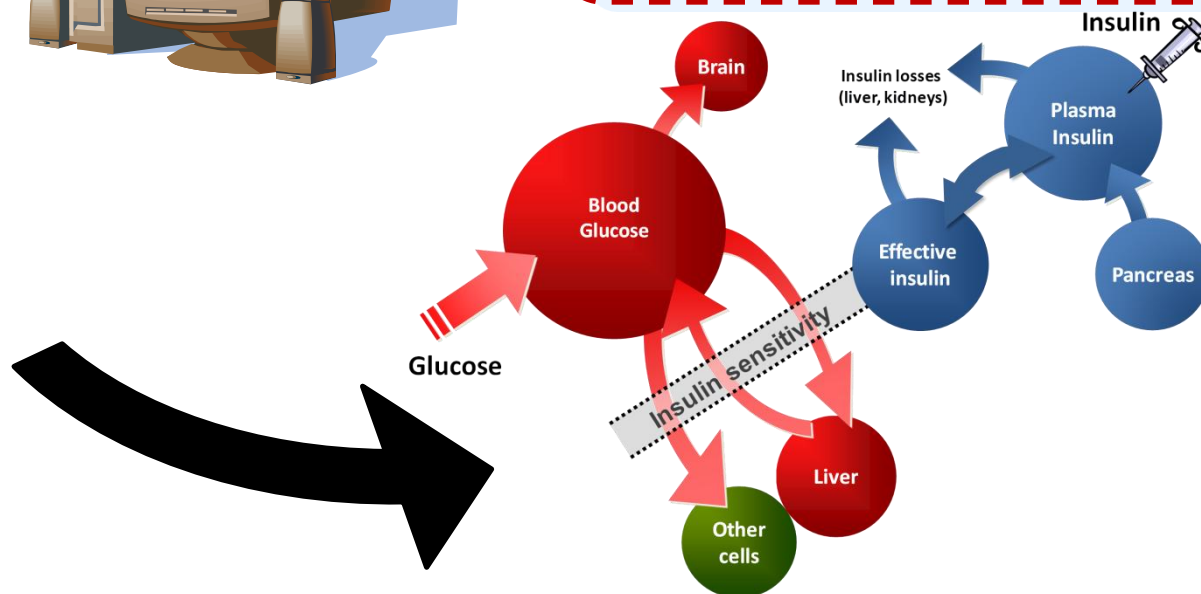 Insulin
Brain
Insulin losses
(liver, kidneys)
Plasma
Insulin
Blood
Glucose
Effective
insulin
Pancreas
Insulin sensitivity
Glucose
Liver
Other
cells